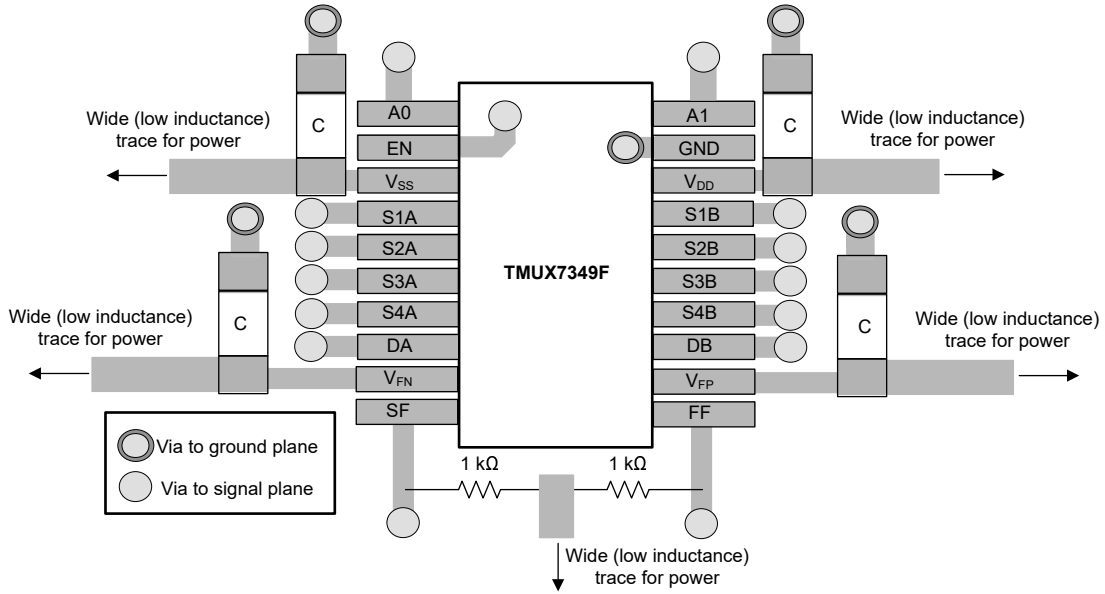 Wide (low inductance)
trace for power
C
A0
EN
VSS
S1A
S2A
S3A
S4A
DA
VFN
SF
TMUX7349F
A1
GND
VDD
S1B
S2B
S3B
S4B
DB
VFP
FF
C
Wide (low inductance)
trace for power
Wide (low inductance)
trace for power
C
C
Wide (low inductance)
trace for power
Via to ground plane
Via to signal plane
1 kΩ
1 kΩ
Wide (low inductance)
trace for power